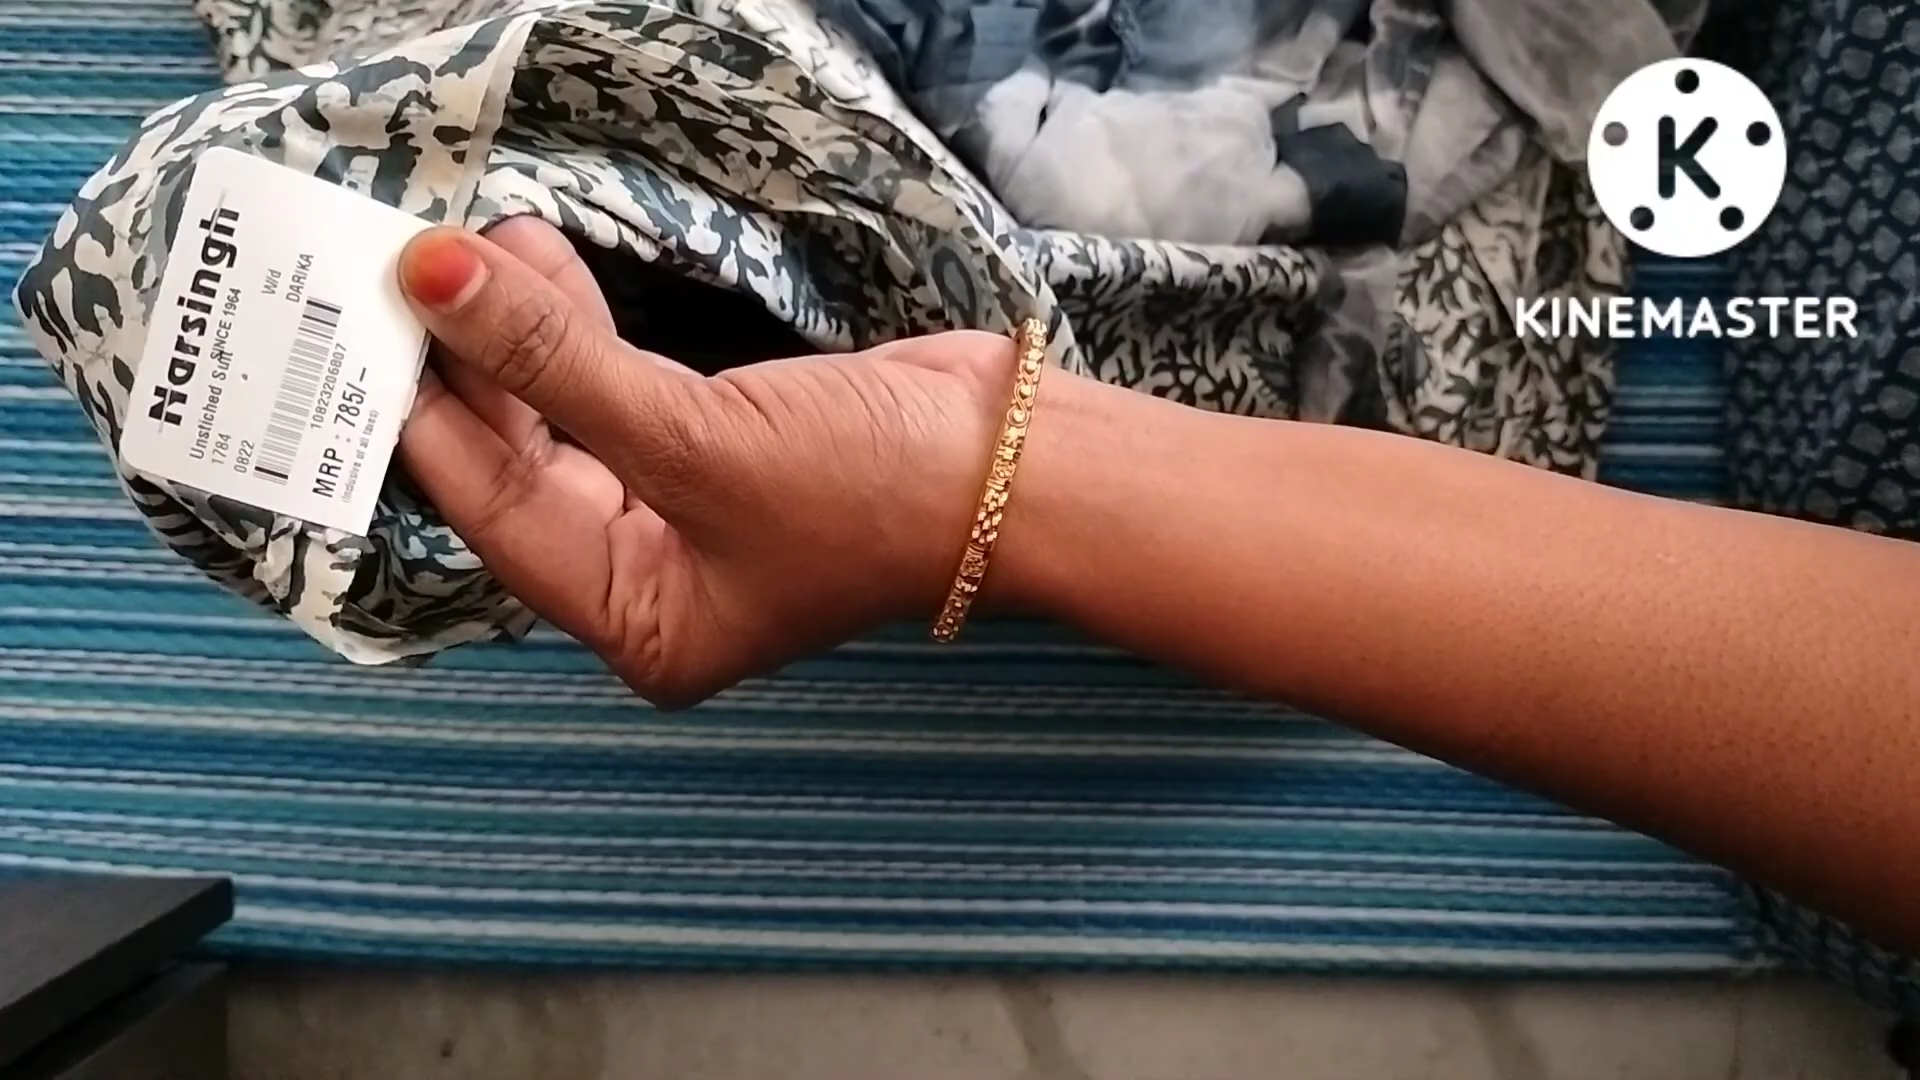 Narsingh
SINCE 1964
Unstiched Suit
W/d
1784
DARIKA
0822
10823206807
MRP : 785/-
(Inclusive of all taxes)
K
KINEMASTER